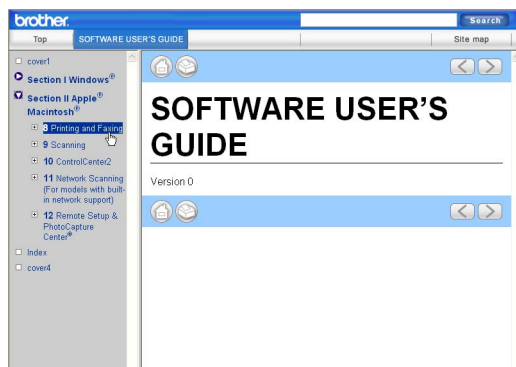 brother.
Search
Top
SOFTWARE USER'S GUIDE
Site map
cover1
Section I Windows®
Section II Apple®
Macintosh®
8 Printing and Faxing
9 Scanning
10 ControlCenter2
11 Network Scanning
(For models with built-
in network support)
12 Remote Setup &
PhotoCapture
Center®
Index
cover4
SOFTWARE USER'S
GUIDE
Version 0